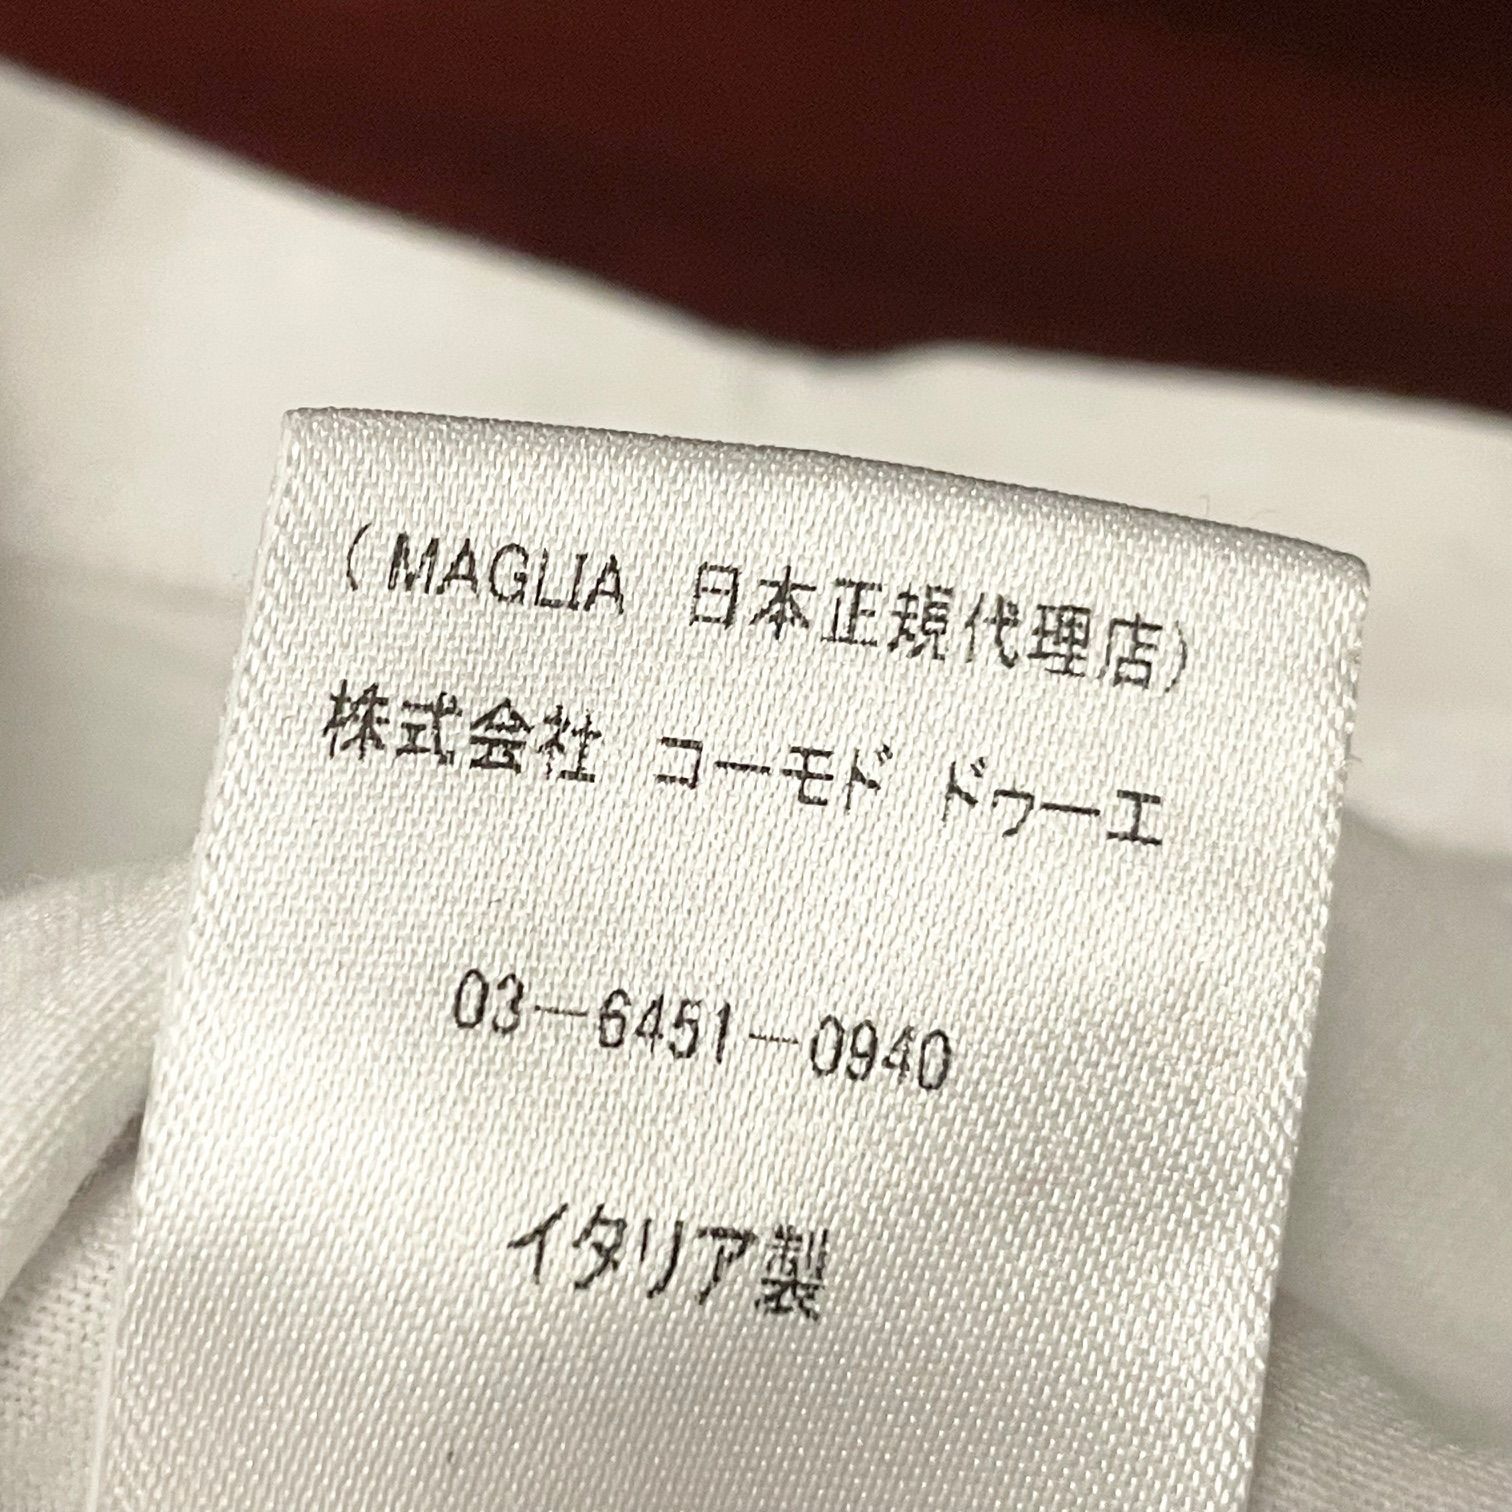 (MAGLIA 日本正規代理店)
株式会社 コーモド ドゥーエ
03-6451-0940
イタリア製